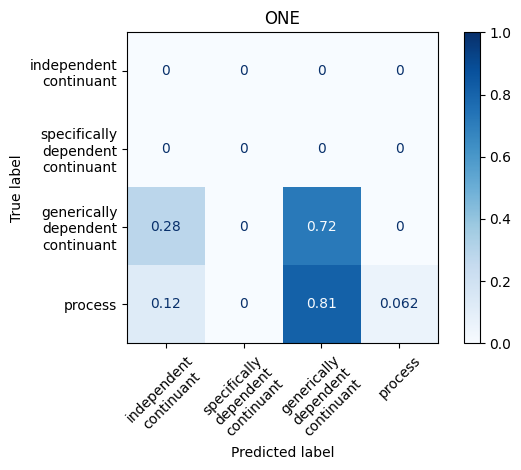 ONE
True label
independent
continuant
0 0 0 0
specifically
dependent
continuant
0 0 0 0
generically
dependent
continuant
0.28 0 0.72 0
process
0.12 0 0.81 0.062
independent
continuant
specifically
dependent
continuant
generically
dependent
continuant
process
Predicted label
1.0
0.8
0.6
0.4
0.2
0.0